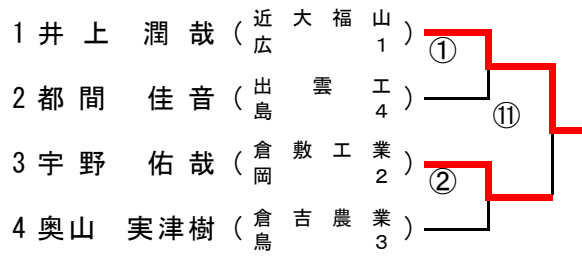 1 井上 潤哉 (近大福山 広 1) ①
2 都間 佳音 (出雲工 島 4)
⑪
3 宇野 佑哉 (倉敷工業 岡 2) ②
4 奥山 実津樹 (倉吉農業 鳥 3)